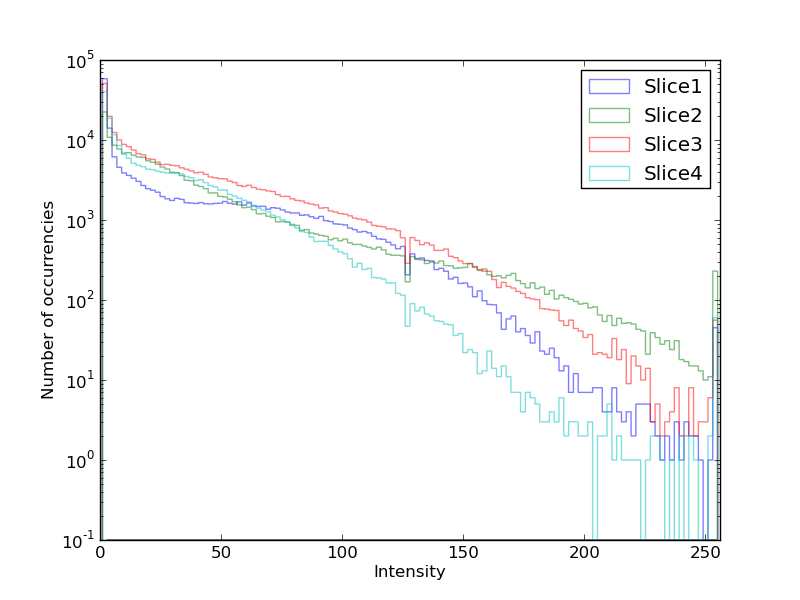 10^5
10^4
10^3
10^2
10^1
10^0
10^-1
Number of occurrencies
Slice1
Slice2
Slice3
Slice4
0 50 100 150 200 250
Intensity